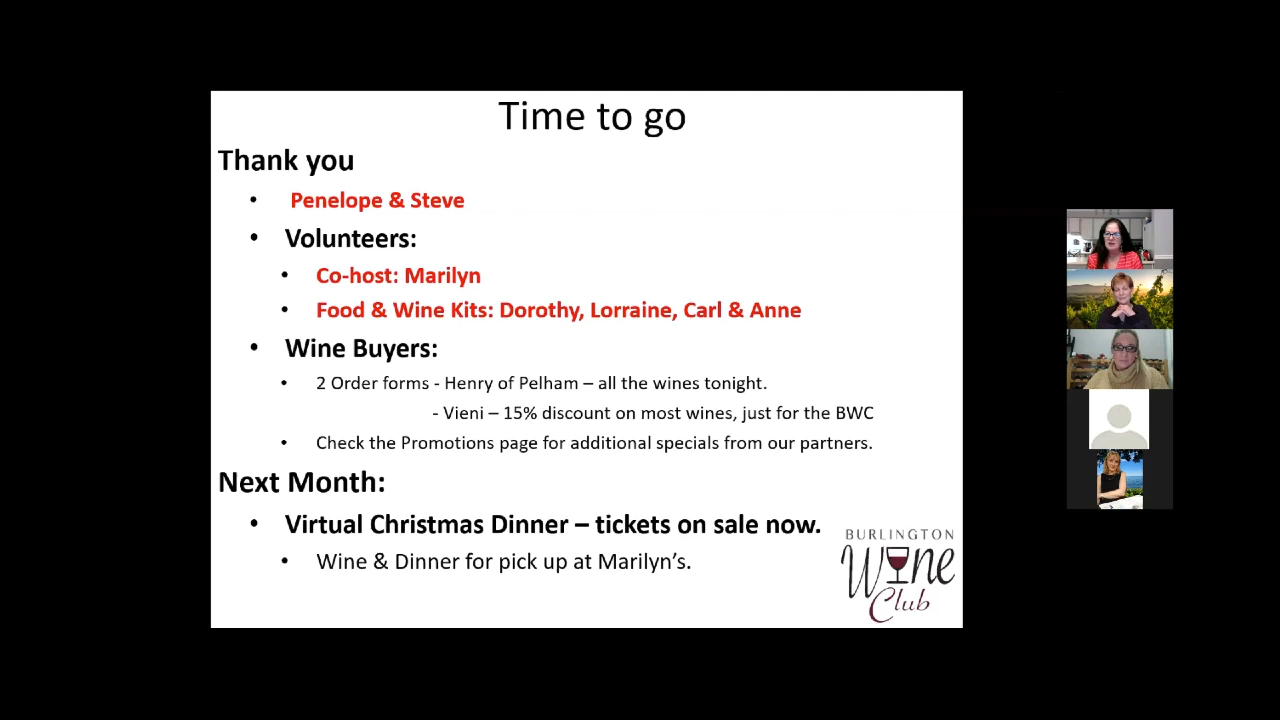 Time to go
Thank you
• Penelope & Steve
• Volunteers:
• Co-host: Marilyn
• Food & Wine Kits: Dorothy, Lorraine, Carl & Anne
• Wine Buyers:
• 2 Order forms - Henry of Pelham – all the wines tonight.
- Vieni – 15% discount on most wines, just for the BWC
• Check the Promotions page for additional specials from our partners.
Next Month:
• Virtual Christmas Dinner – tickets on sale now.
• Wine & Dinner for pick up at Marilyn's.
BURLINGTON
Wine
Club